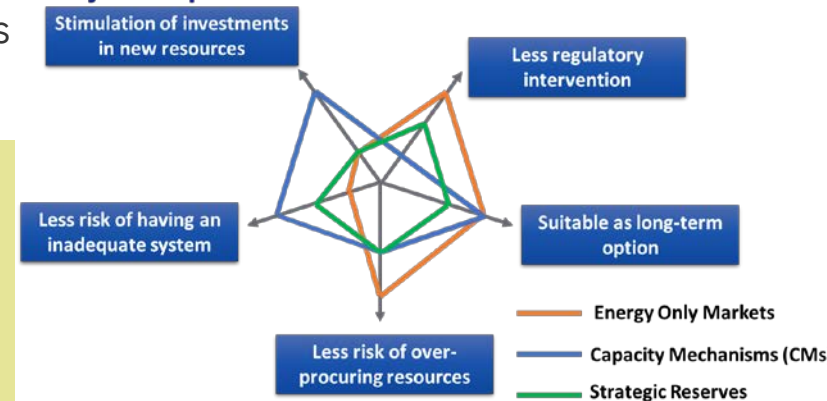 s
Stimulation of investments
in new resources
Less regulatory
intervention
Less risk of having an
inadequate system
Suitable as long-term
option
Less risk of over-
procuring resources
Energy Only Markets
Capacity Mechanisms (CMs
Strategic Reserves